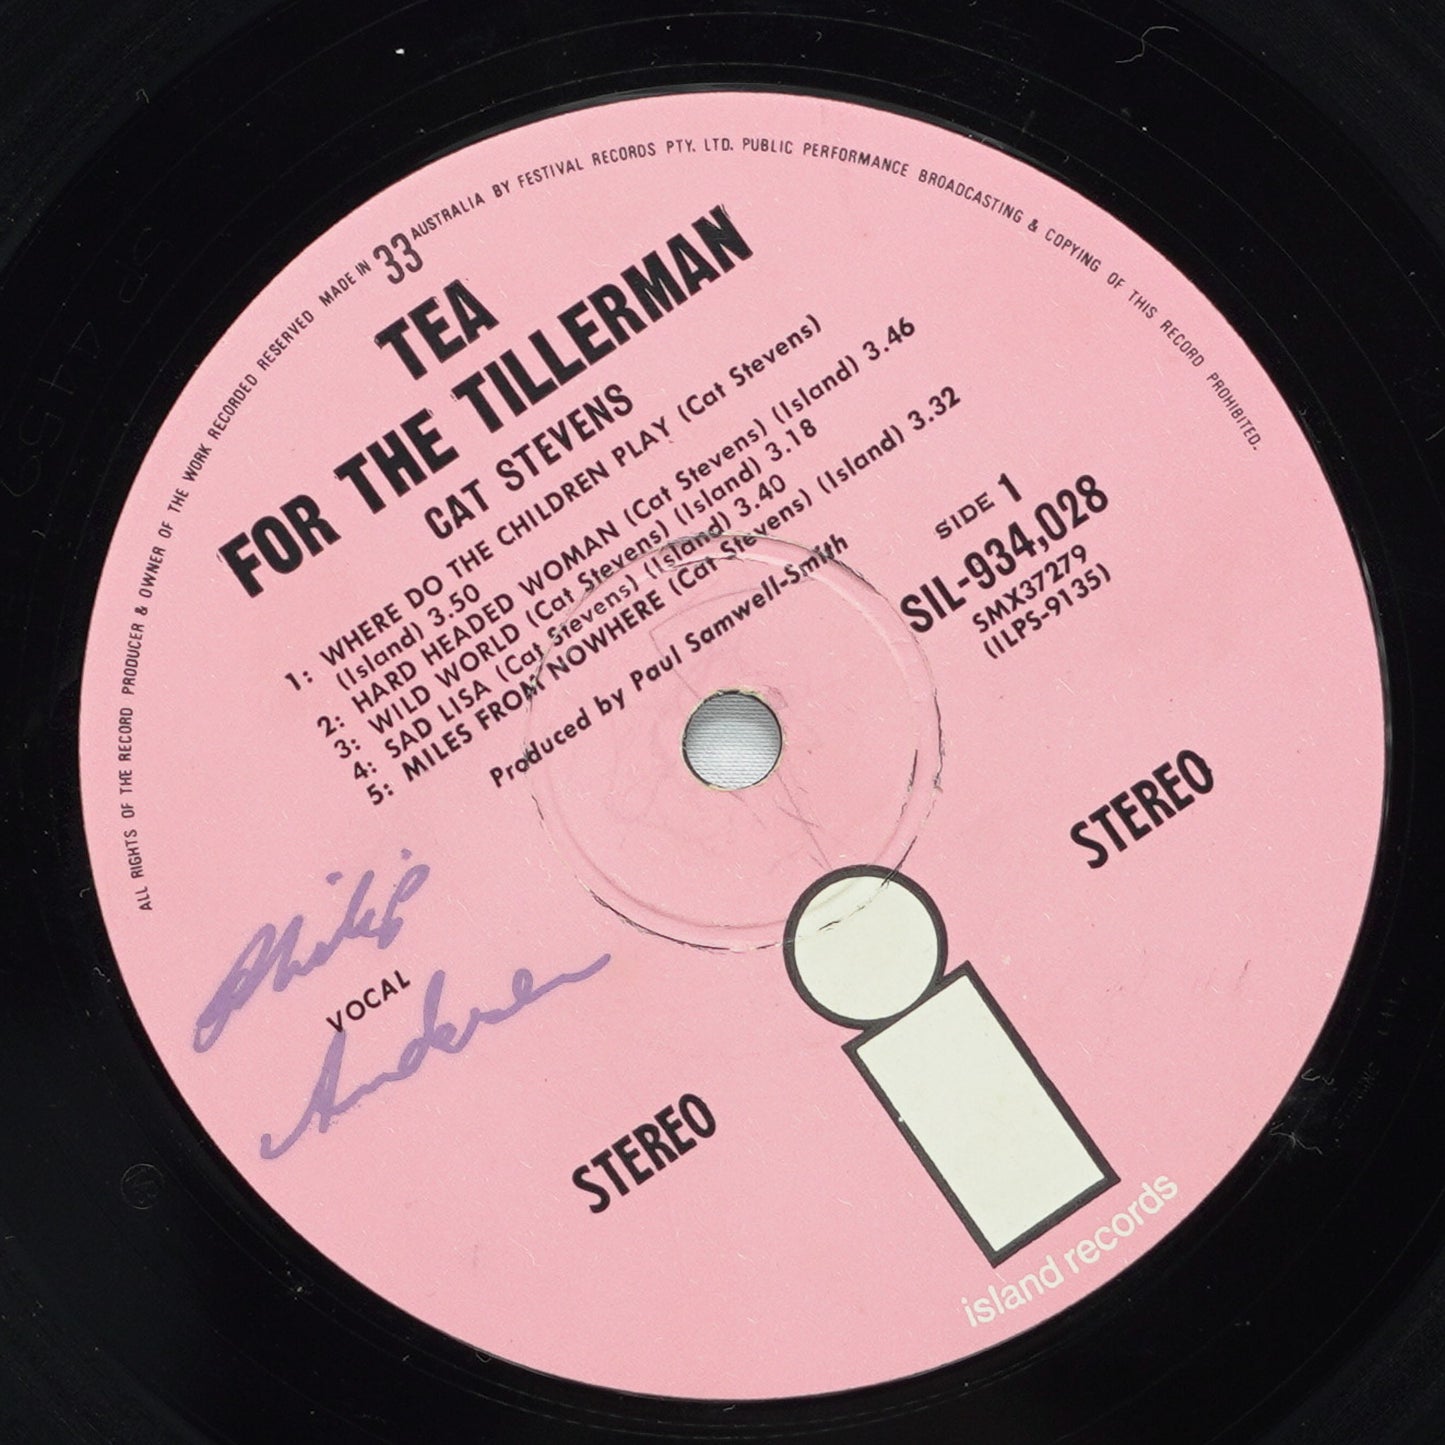 ALL RIGHTS OF THE RECORD PRODUCER & OWNER OF THE WORK RECORDED RESERVED MADE IN AUSTRALIA BY FESTIVAL RECORDS PTY. LTD. PUBLIC PERFORMANCE BROADCASTING & COPYING OF THIS RECORD PROHIBITED.
33
TEA
FOR THE TILLERMAN
CAT STEVENS
1: WHERE DO THE CHILDREN PLAY (Cat Stevens)
(Island) 3.50
2: HARD HEADED WOMAN (Cat Stevens) (Island) 3.46
3: WILD WORLD (Cat Stevens) (Island) 3.18
4: SAD LISA (Cat Stevens) (Island) 3.40
5: MILES FROM NOWHERE (Cat Stevens) (Island) 3.32
Produced by Paul Samwell-Smith
SIDE 1
SIL-934,028
SMX37279
(ILPS-9135)
STEREO
Philip
VOCAL
Andersen
STEREO
island records